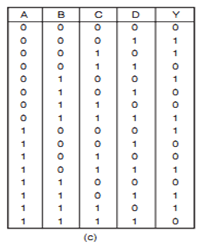 A B C D Y
0 0 0 0 0
0 0 0 1 1
0 0 1 0 1
0 0 1 1 0
0 1 0 0 1
0 1 0 1 0
0 1 1 0 0
0 1 1 1 1
1 0 0 0 1
1 0 0 1 0
1 0 1 0 0
1 0 1 1 1
1 1 0 0 0
1 1 0 1 1
1 1 1 0 1
1 1 1 1 0
(c)